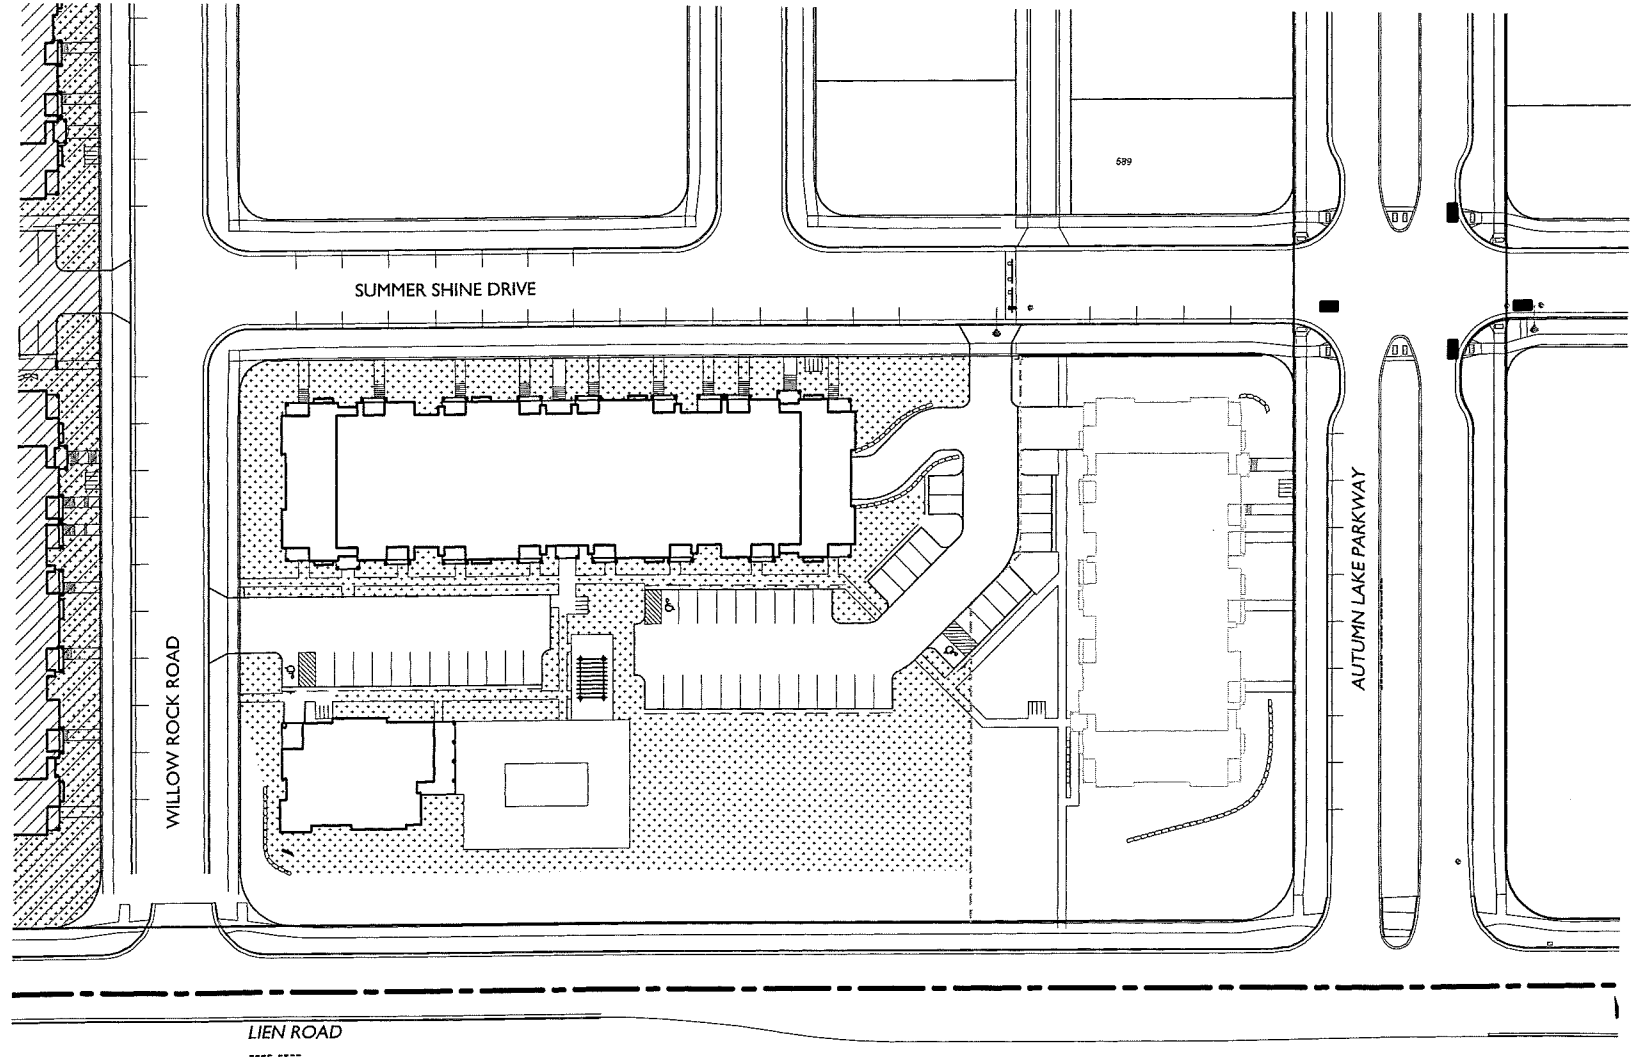 589
SUMMER SHINE DRIVE
AUTUMN LAKE PARKWAY
WILLOW ROCK ROAD
LIEN ROAD